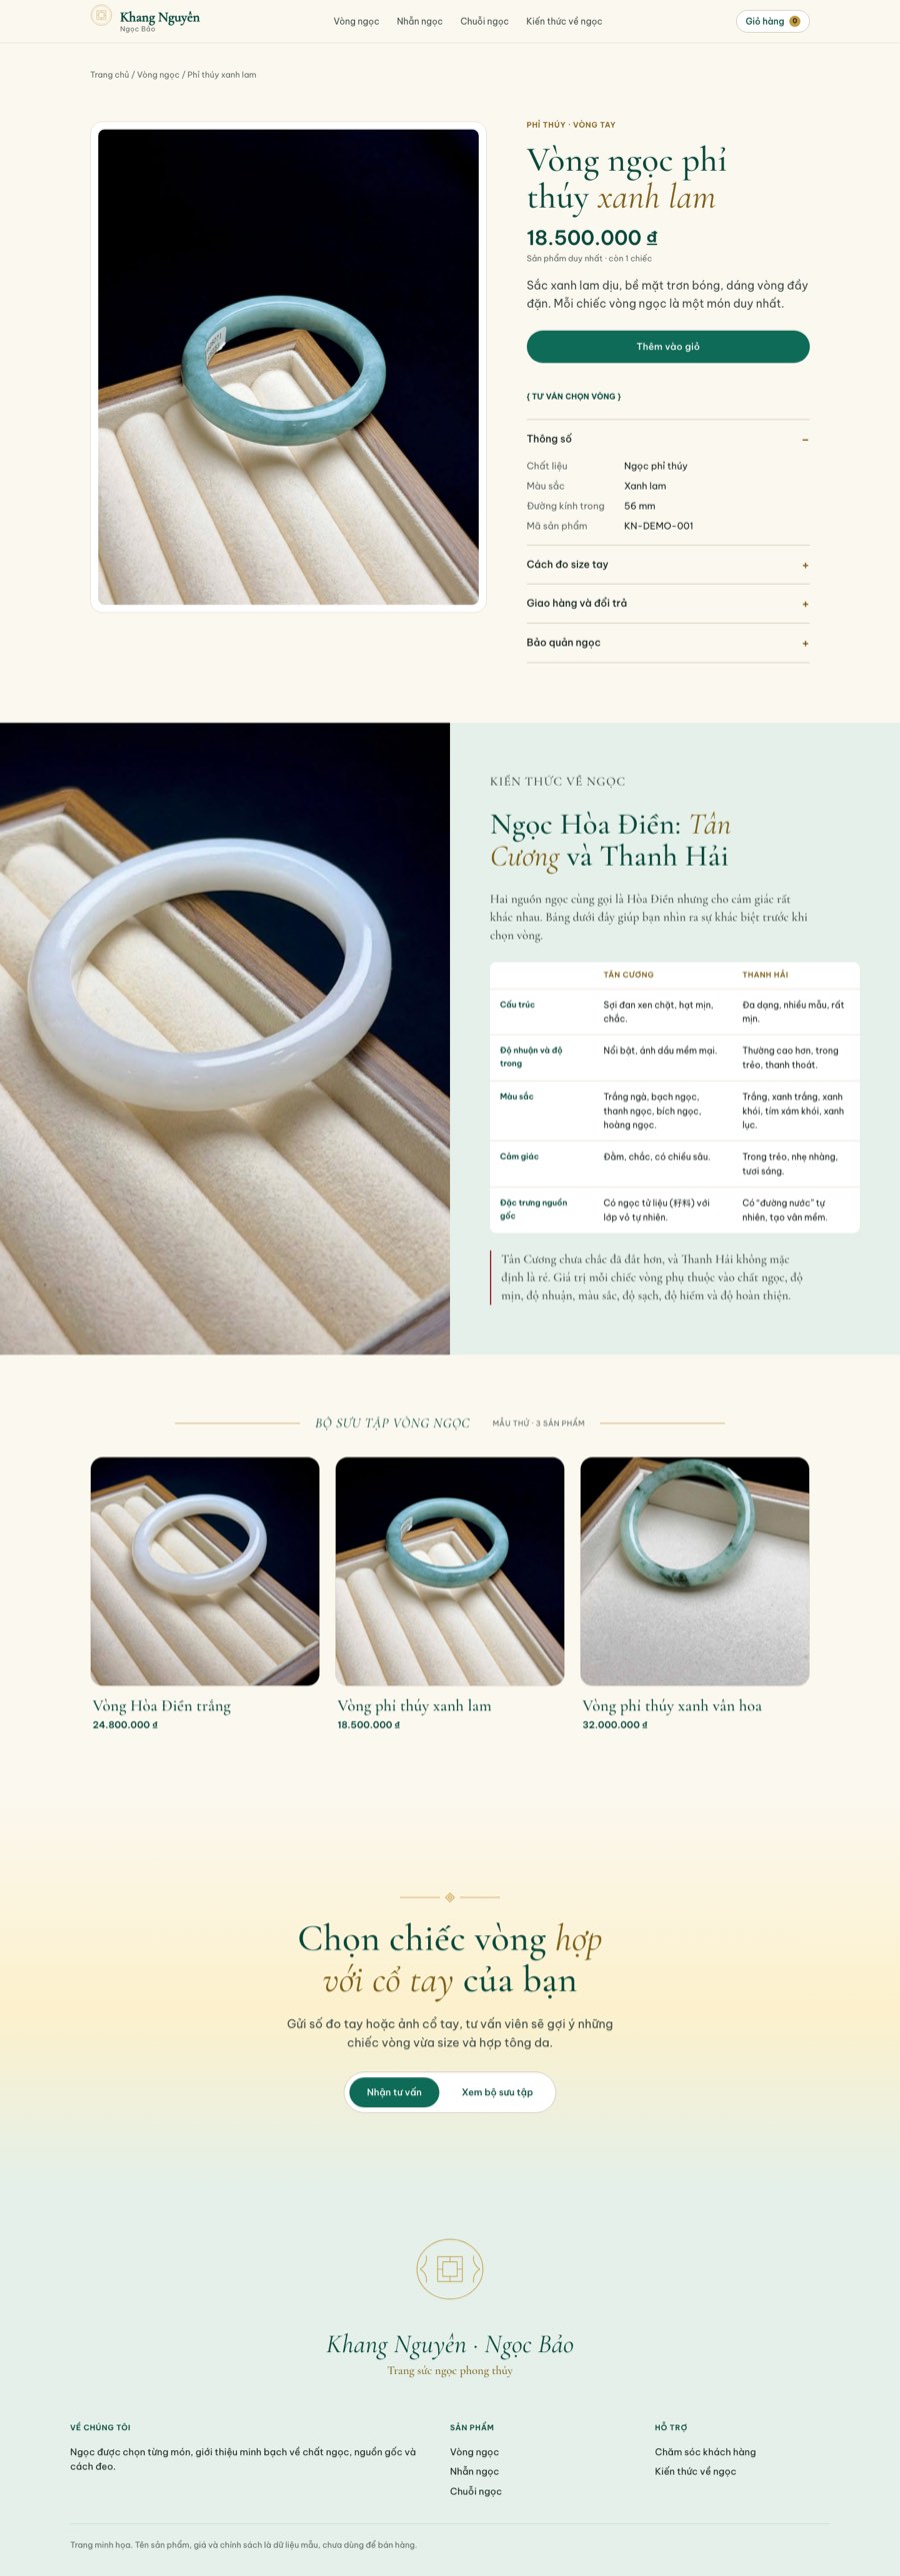 Khang Nguyên
Ngọc Bảo
Vòng ngọc
Nhẫn ngọc
Chuỗi ngọc
Kiến thức về ngọc
Giỏ hàng 0
Trang chủ / Vòng ngọc / Phỉ thúy xanh lam
PHỈ THÚY · VÒNG TAY
Vòng ngọc phỉ
thúy xanh lam
18.500.000 ₫
Sản phẩm duy nhất · còn 1 chiếc
Sắc xanh lam dịu, bề mặt trơn bóng, dáng vòng đầy
đặn. Mỗi chiếc vòng ngọc là một món duy nhất.
Thêm vào giỏ
{ TƯ VẤN CHỌN VÒNG }
Thông số −
Chất liệu Ngọc phỉ thúy
Màu sắc Xanh lam
Đường kính trong 56 mm
Mã sản phẩm KN-DEMO-001
Cách đo size tay +
Giao hàng và đổi trả +
Bảo quản ngọc +
KIẾN THỨC VỀ NGỌC
Ngọc Hòa Điền: Tân
Cương và Thanh Hải
Hai nguồn ngọc cùng gọi là Hòa Điền nhưng cho cảm giác rất
khác nhau. Bảng dưới đây giúp bạn nhìn ra sự khác biệt trước khi
chọn vòng.
TÂN CƯƠNG THANH HẢI
Cấu trúc Sợi đan xen chặt, hạt mịn, Đa dạng, nhiều mẫu, rất
chắc. mịn.
Độ nhuận và độ Nổi bật, ánh dầu mềm mại. Thường cao hơn, trong
trong trẻo, thanh thoát.
Màu sắc Trắng ngà, bạch ngọc, Trắng, xanh trắng, xanh
thanh ngọc, bích ngọc, khói, tím xám khói, xanh
hoàng ngọc. lục.
Cảm giác Đằm, chắc, có chiều sâu. Trong trẻo, nhẹ nhàng,
tươi sáng.
Đặc trưng nguồn Có ngọc tử liệu (籽料) với Có “đường nước” tự
gốc lớp vỏ tự nhiên. nhiên, tạo vân mềm.
Tân Cương chưa chắc đã đắt hơn, và Thanh Hải không mặc
định là rẻ. Giá trị mỗi chiếc vòng phụ thuộc vào chất ngọc, độ
mịn, độ nhuận, màu sắc, độ sạch, độ hiếm và độ hoàn thiện.
BỘ SƯU TẬP VÒNG NGỌC MẪU THỬ · 3 SẢN PHẨM
Vòng Hòa Điền trắng
24.800.000 ₫
Vòng phỉ thúy xanh lam
18.500.000 ₫
Vòng phỉ thúy xanh vân hoa
32.000.000 ₫
Chọn chiếc vòng hợp
với cổ tay của bạn
Gửi số đo tay hoặc ảnh cổ tay, tư vấn viên sẽ gợi ý những
chiếc vòng vừa size và hợp tông da.
Nhận tư vấn
Xem bộ sưu tập
Khang Nguyên · Ngọc Bảo
Trang sức ngọc phong thủy
VỀ CHÚNG TÔI
Ngọc được chọn từng món, giới thiệu minh bạch về chất ngọc, nguồn gốc và
cách đeo.
SẢN PHẨM
Vòng ngọc
Nhẫn ngọc
Chuỗi ngọc
HỖ TRỢ
Chăm sóc khách hàng
Kiến thức về ngọc
Trang minh họa. Tên sản phẩm, giá và chính sách là dữ liệu mẫu, chưa dùng để bán hàng.